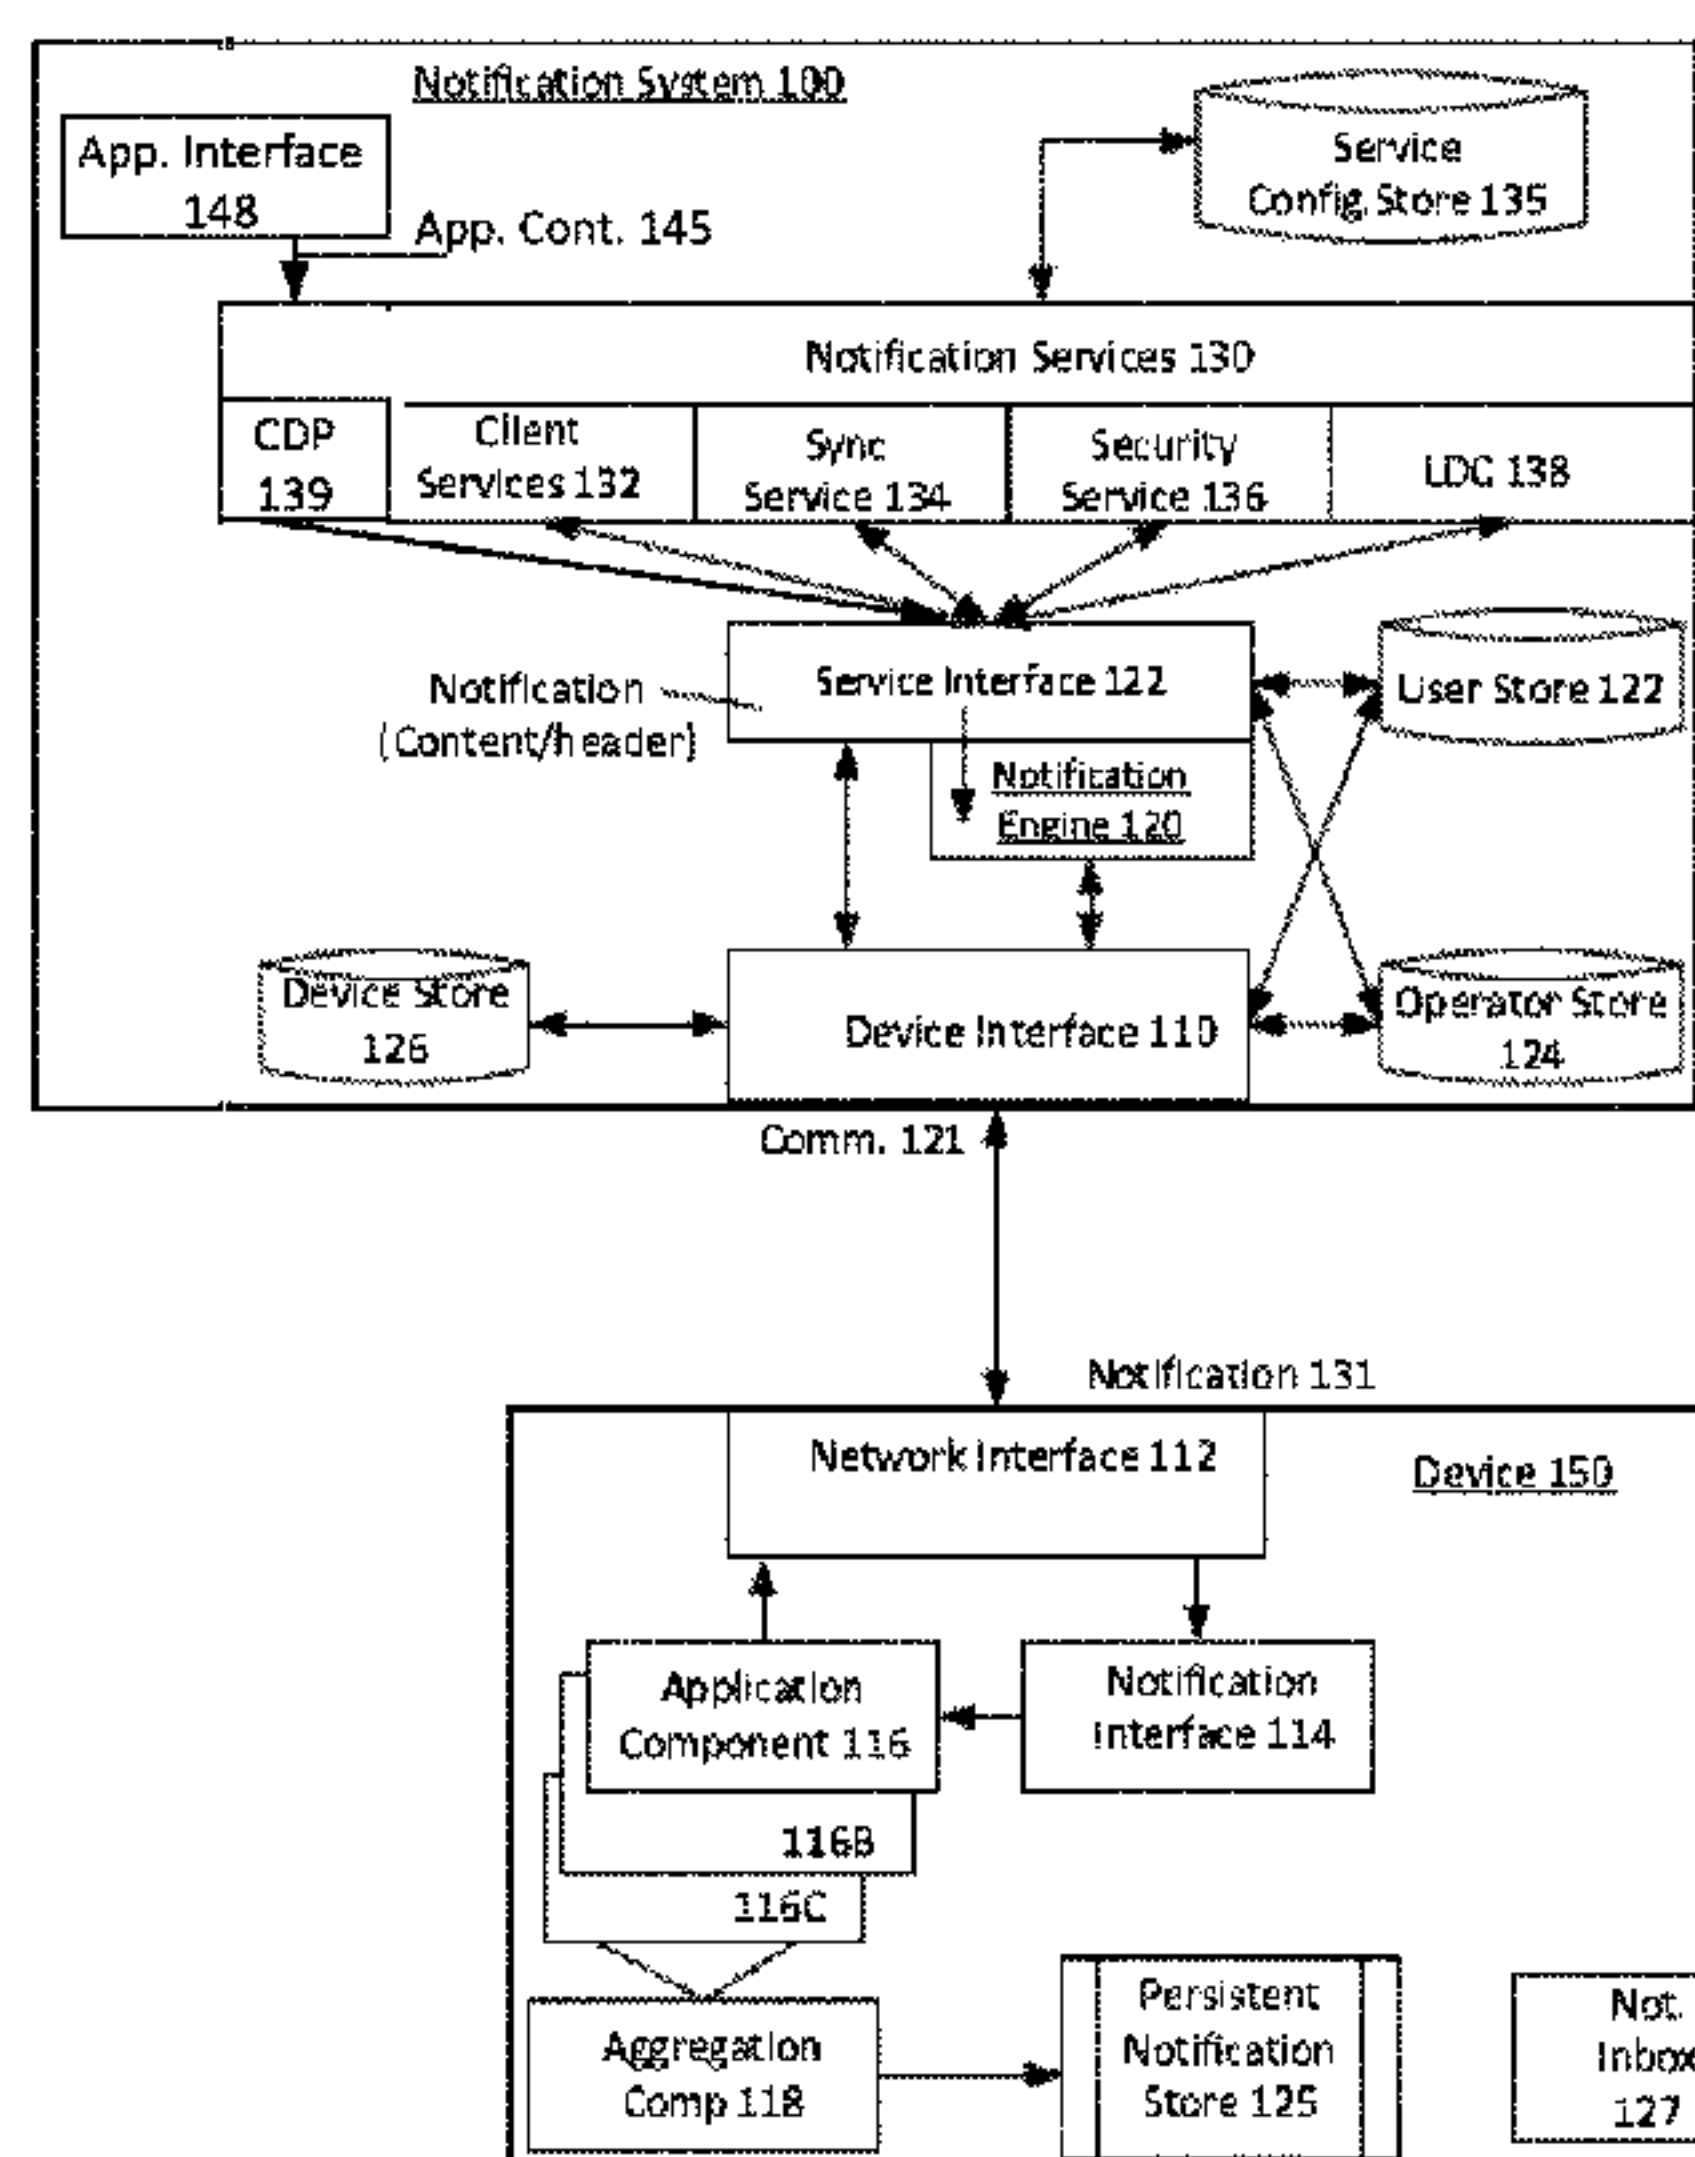 Notification System 100
App. Interface
148
App. Cont. 145
Service
Config Store 135
Notification Services 130
CDP
139
Client
Services 132
Sync
Service 134
Security
Service 136
LDC 138
Service Interface 122
User Store 122
Notification
(Content/header)
Notification
Engine 120
Device Store
126
Device Interface 110
Operator Store
124
Comm. 121
Notification 131
Network Interface 112
Device 150
Application
Component 116
Notification
Interface 114
116B
116C
Aggregation
Comp 118
Persistent
Notification
Store 125
Not.
Inbox
127